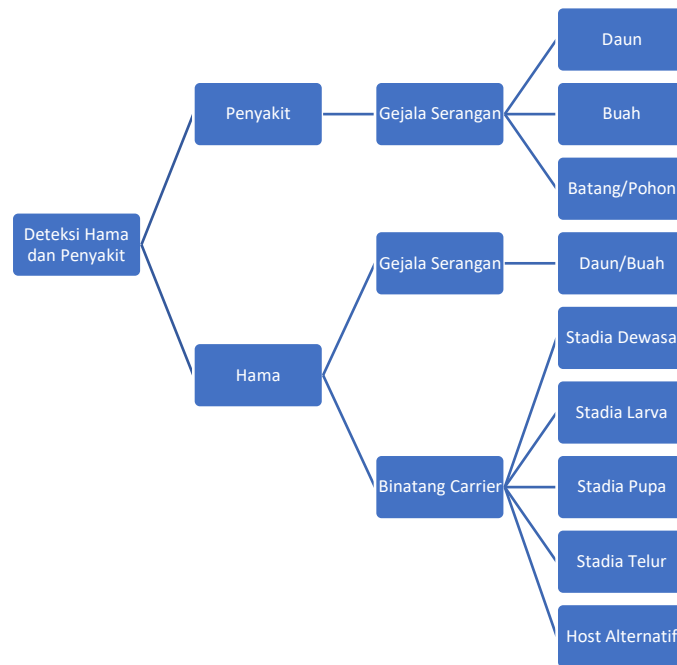 Deteksi Hama
dan Penyakit
Penyakit
Gejala Serangan
Daun
Buah
Batang/Pohon
Hama
Gejala Serangan
Daun/Buah
Binatang Carrier
Stadia Dewasa
Stadia Larva
Stadia Pupa
Stadia Telur
Host Alternatif